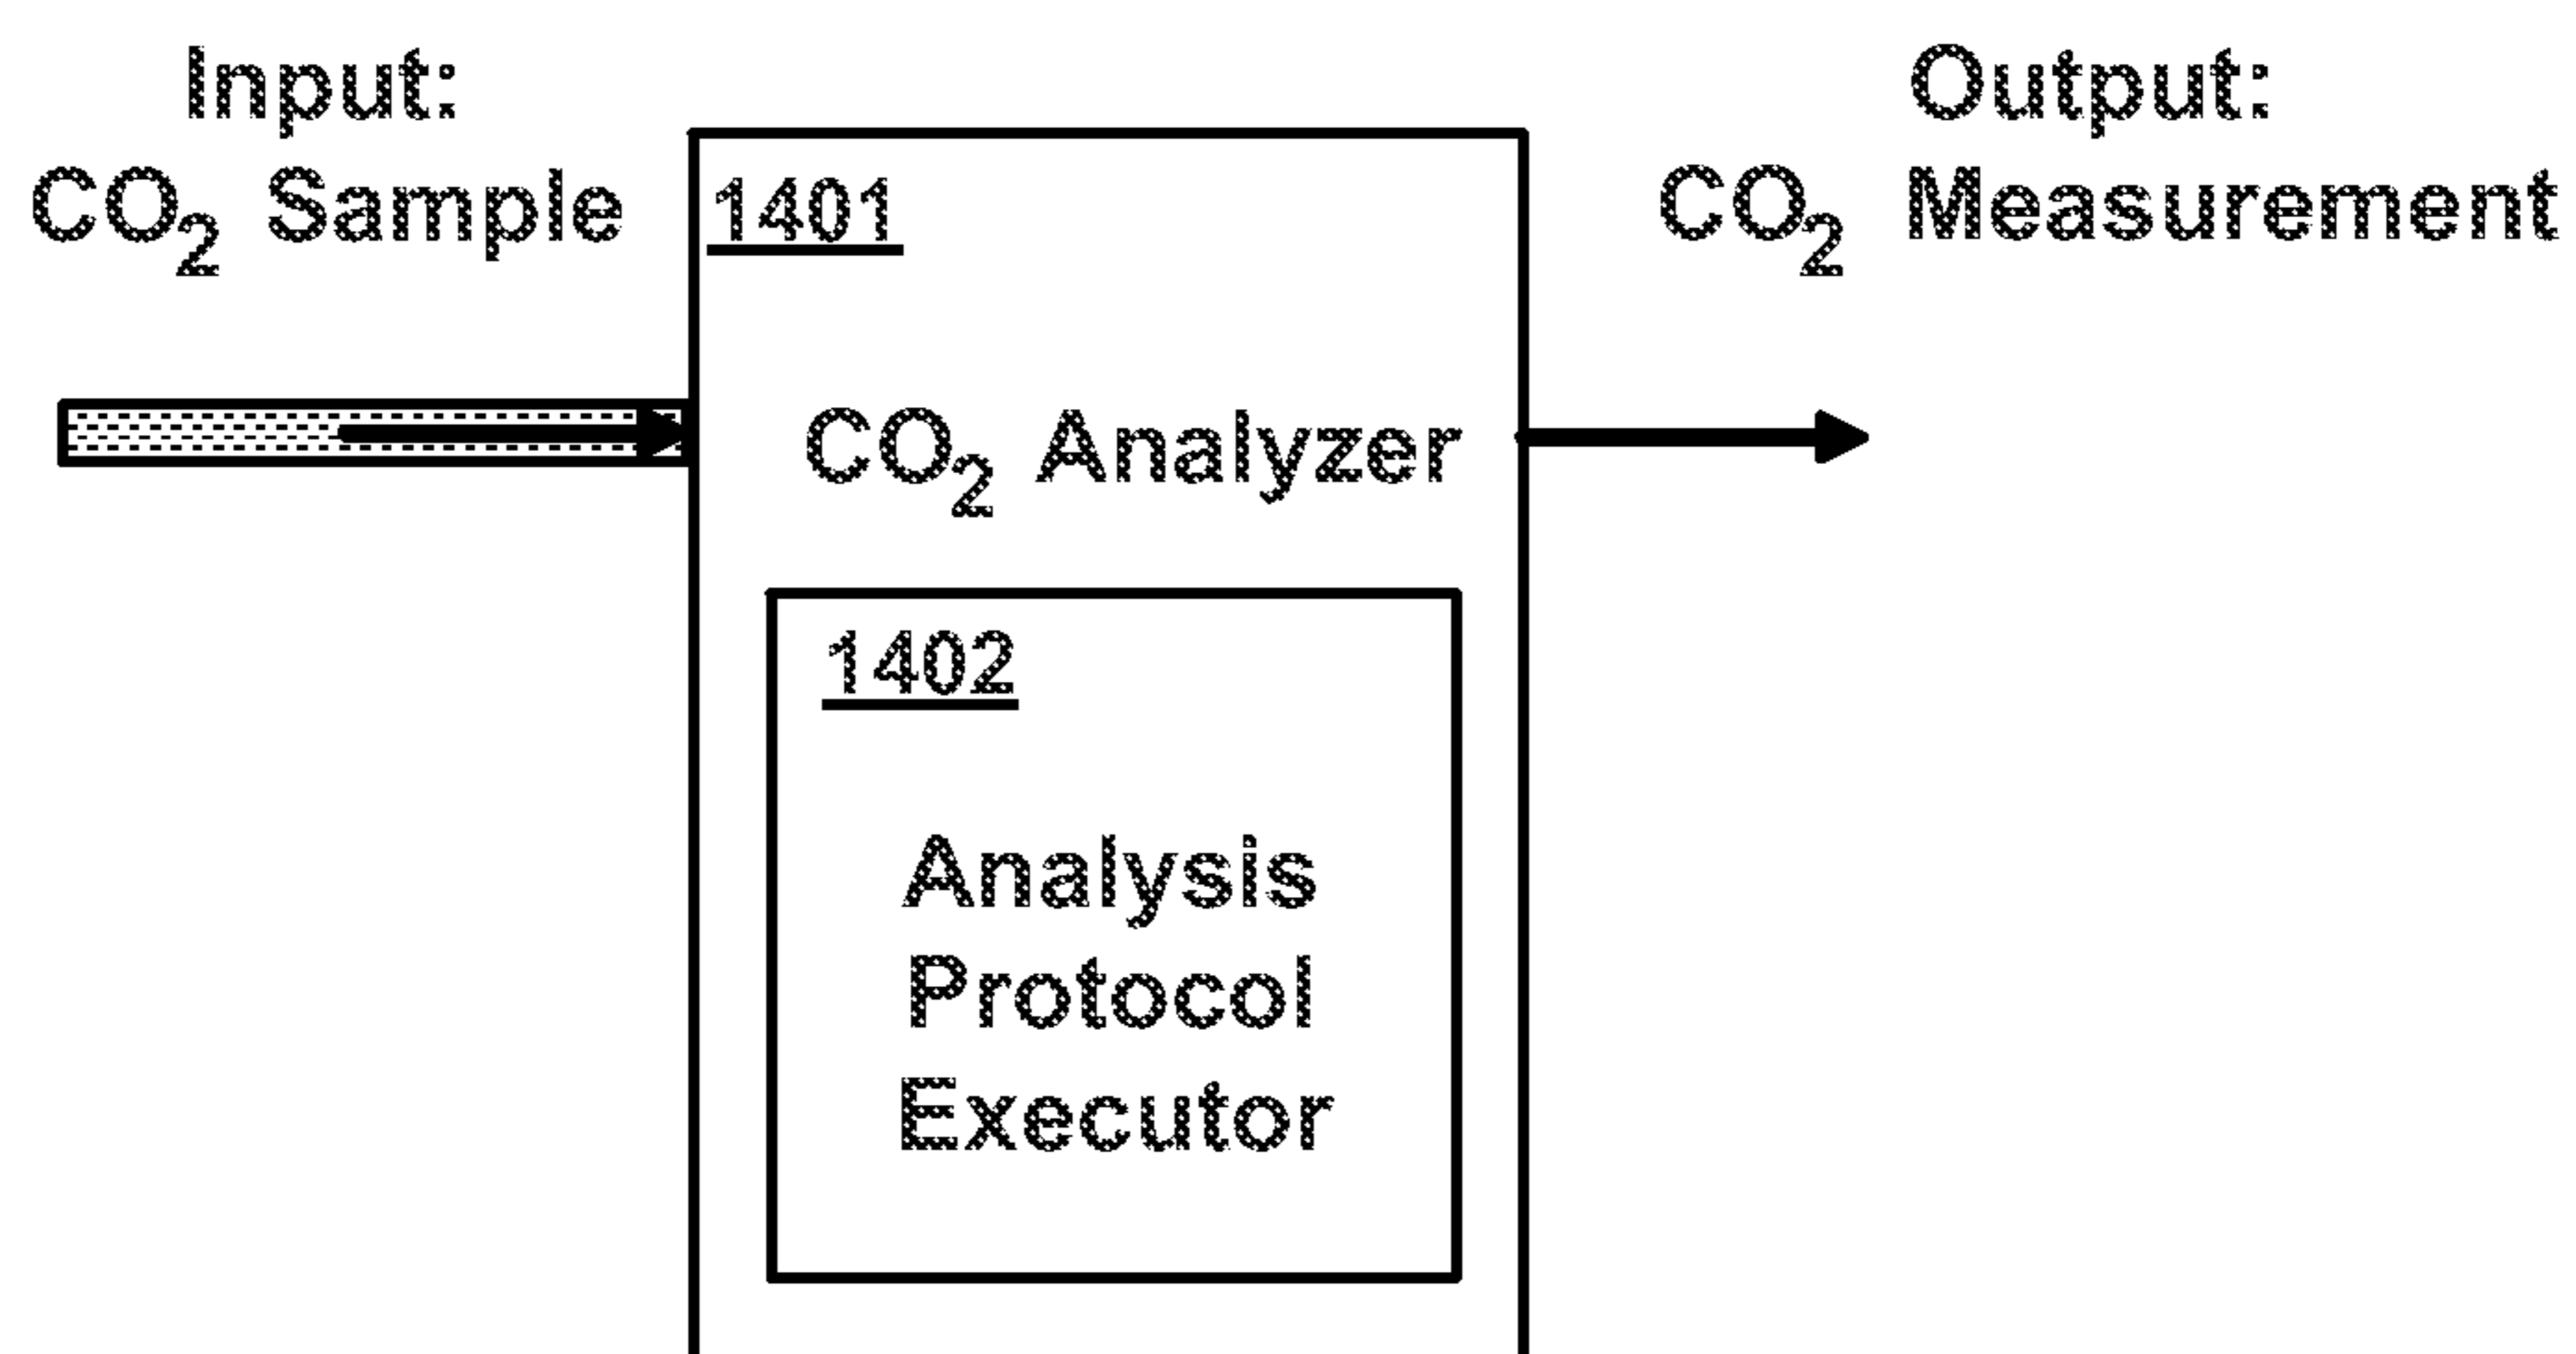 Input:
CO₂ Sample
Output:
CO₂ Measurement
1401
CO₂ Analyzer
1402
Analysis
Protocol
Executor